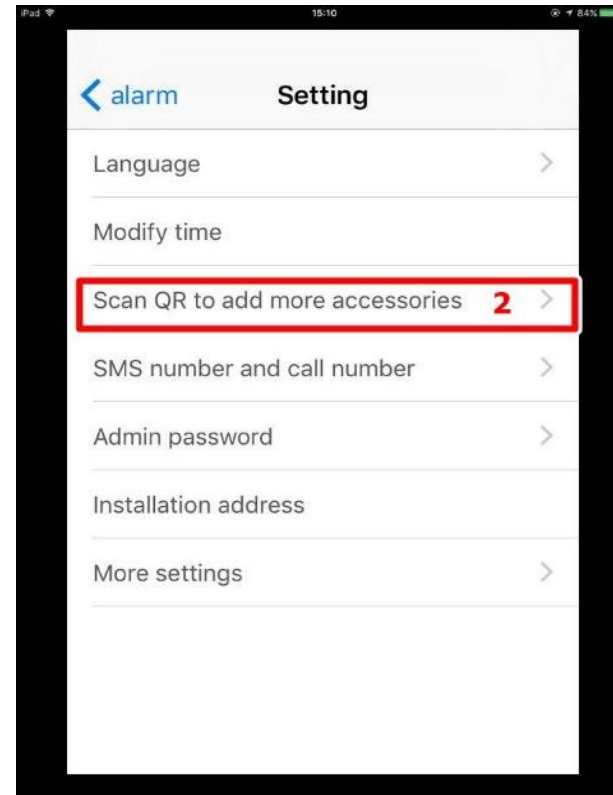 iPad 15:10 84%
alarm Setting
Language
Modify time
Scan QR to add more accessories 2
SMS number and call number
Admin password
Installation address
More settings